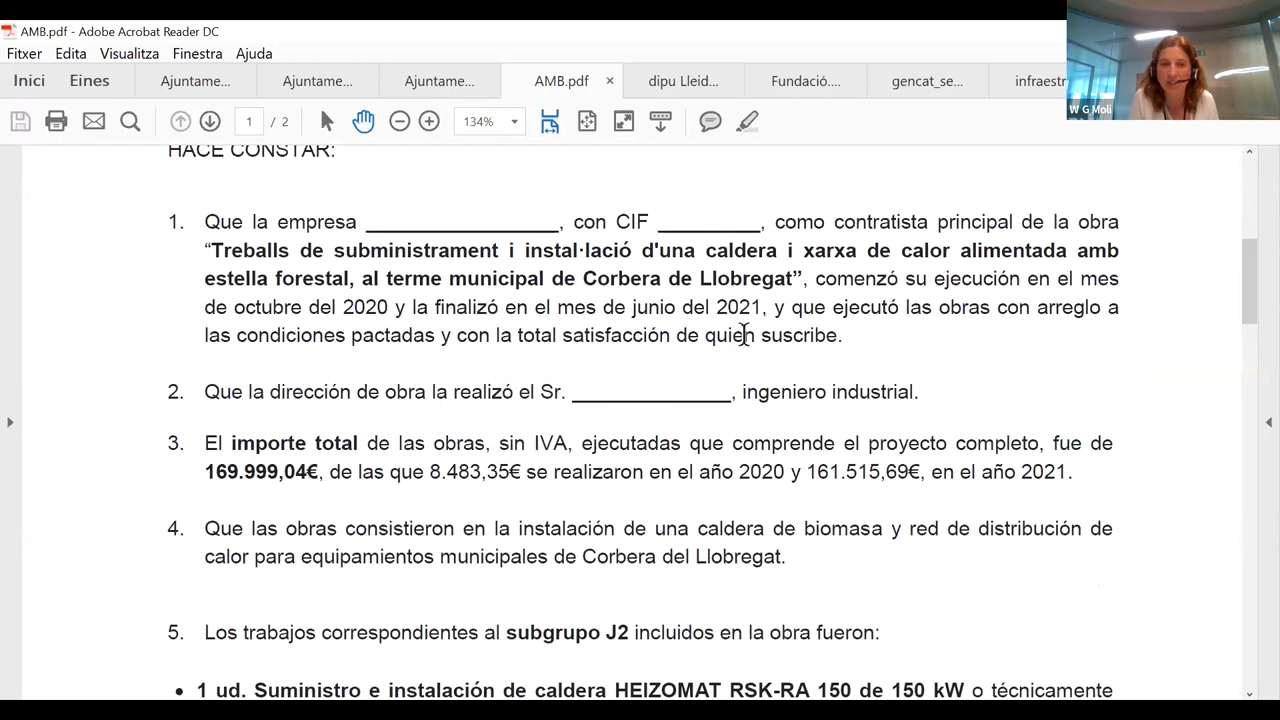 AMB.pdf - Adobe Acrobat Reader DC
Fitxer Edita Visualitza Finestra Ajuda
Inici Eines Ajuntame... Ajuntame... Ajuntame... AMB.pdf × dipu Lleid... Fundació.... gencat_se... infraestr
1 / 2 134%
W G Moli
HACE CONSTAR:
1. Que la empresa _________________, con CIF _________, como contratista principal de la obra
“Treballs de subministrament i instal·lació d'una caldera i xarxa de calor alimentada amb
estella forestal, al terme municipal de Corbera de Llobregat”, comenzó su ejecución en el mes
de octubre del 2020 y la finalizó en el mes de junio del 2021, y que ejecutó las obras con arreglo a
las condiciones pactadas y con la total satisfacción de quien suscribe.
2. Que la dirección de obra la realizó el Sr. ______________, ingeniero industrial.
3. El importe total de las obras, sin IVA, ejecutadas que comprende el proyecto completo, fue de
169.999,04€, de las que 8.483,35€ se realizaron en el año 2020 y 161.515,69€, en el año 2021.
4. Que las obras consistieron en la instalación de una caldera de biomasa y red de distribución de
calor para equipamientos municipales de Corbera del Llobregat.
5. Los trabajos correspondientes al subgrupo J2 incluidos en la obra fueron:
• 1 ud. Suministro e instalación de caldera HEIZOMAT RSK-RA 150 de 150 kW o técnicamente